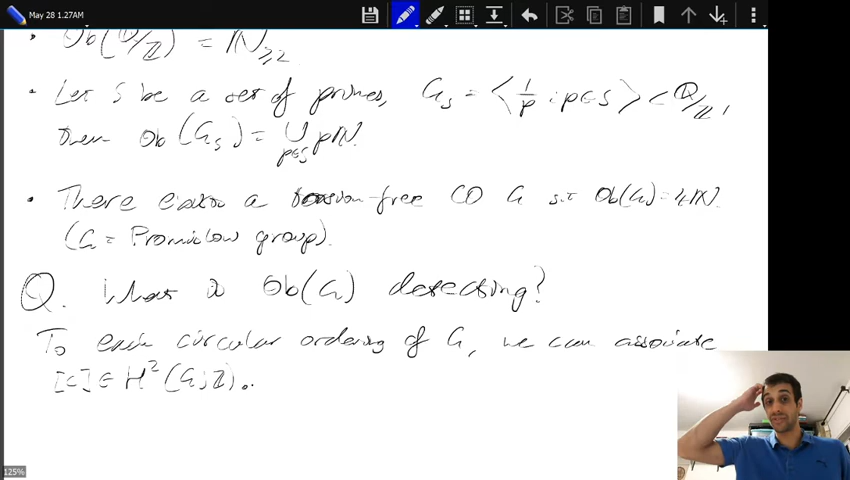 May 28 1.27AM
• Ob(Q/Z) = ℕ≥2
• Let S be a set of primes, G_S = ⟨1/p : p∈S⟩ < Q/Z,
then Ob(G_S) = ⋃_{p∈S} pℕ.
• There exists a torsion-free CO G s.t. Ob(G) = 4ℕ.
(G = Promislow group).
Q. What is Ob(G) detecting?
To each circular ordering of G, we can associate
[c] ∈ H²(G; Z).
125%